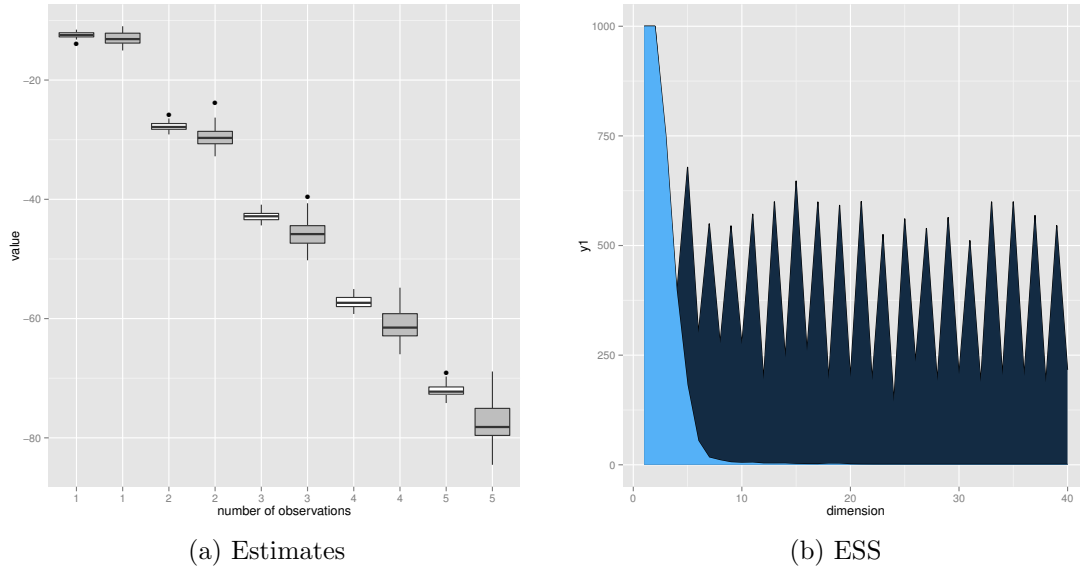 −20
−40
−60
−80
value
1 1 2 2 3 3 4 4 5 5
number of observations
(a) Estimates
1000
750
500
250
0
y1
0 10 20 30 40
dimension
(b) ESS